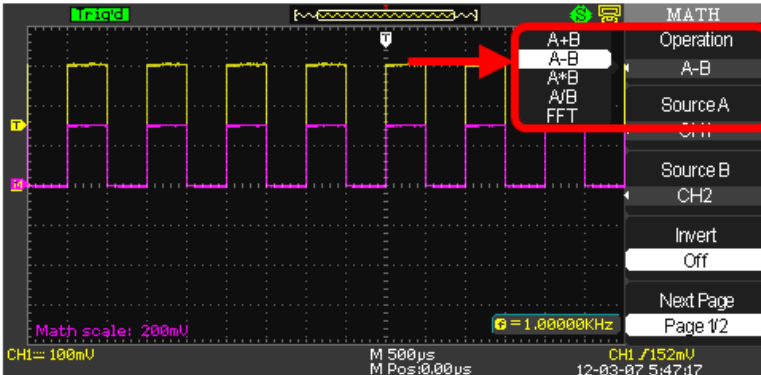 Trig'd
S
MATH
T
A+B
A-B
A*B
A/B
FFT
Operation
A-B
Source A
CH1
T
Source B
CH2
M
Invert
Off
Next Page
Page 1/2
Math scale: 200mV
=1.00000KHz
CH1 100mV
M 500µs
M Pos:0.00µs
CH1 152mV
12-03-07 5:47:17